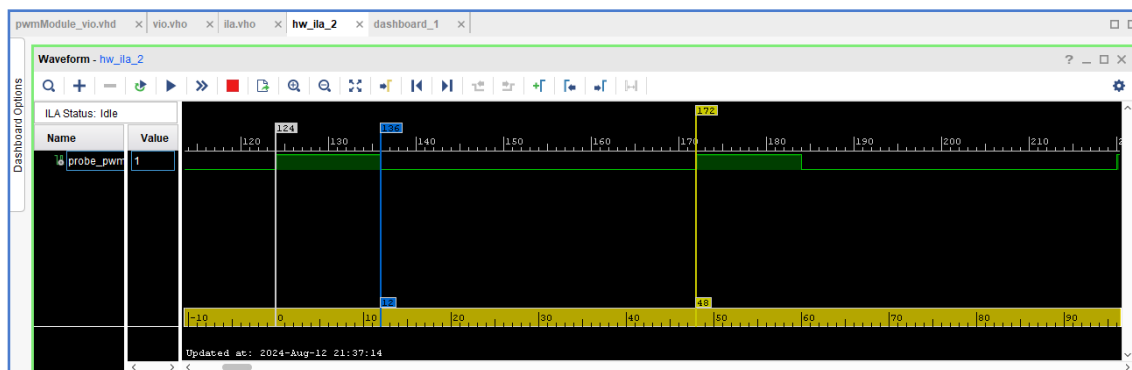 pwmModule_vio.vhd × vio.vho × ila.vho × hw_ila_2 × dashboard_1 ×
Dashboard Options
Waveform - hw_ila_2
ILA Status: Idle
Name Value
probe_pwm 1
124 136 172
120 130 140 150 160 170 180 190 200 210
12 48
-10 0 10 20 30 40 50 60 70 80 90
Updated at: 2024-Aug-12 21:37:14